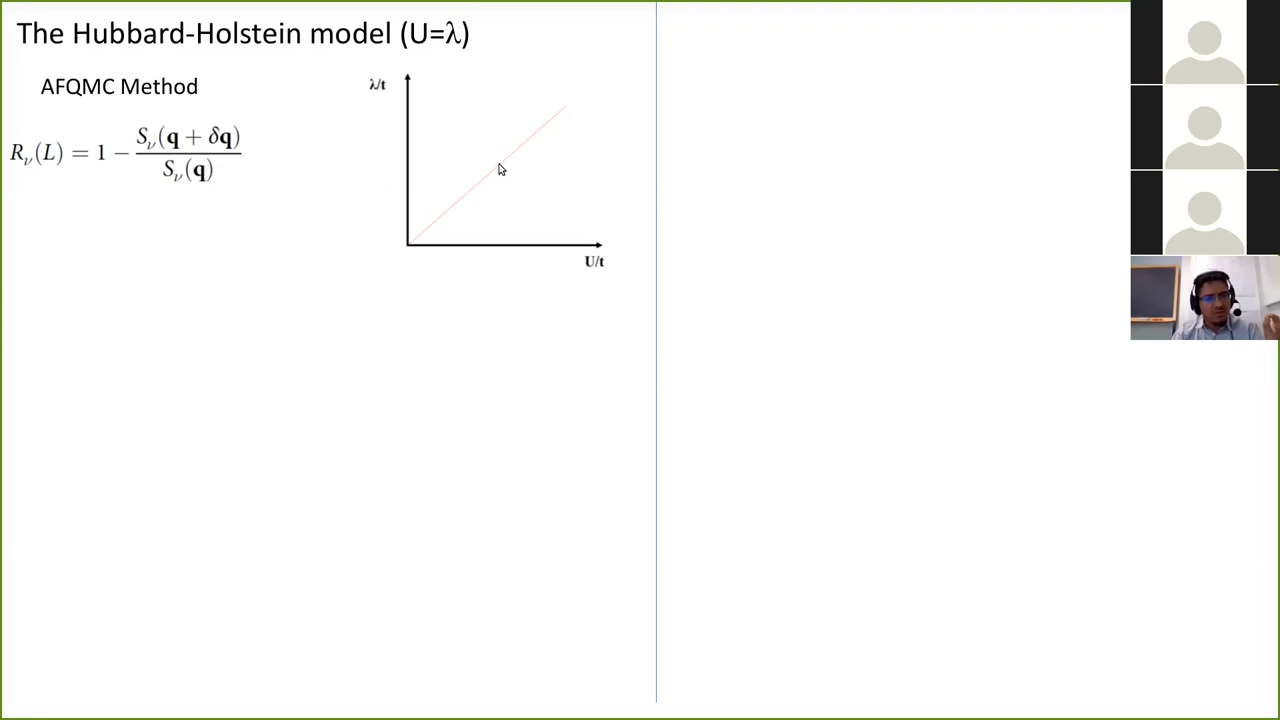 The Hubbard-Holstein model (U=λ)
AFQMC Method
R_ν(L) = 1 − S_ν(q + δq) / S_ν(q)
λ/t
U/t